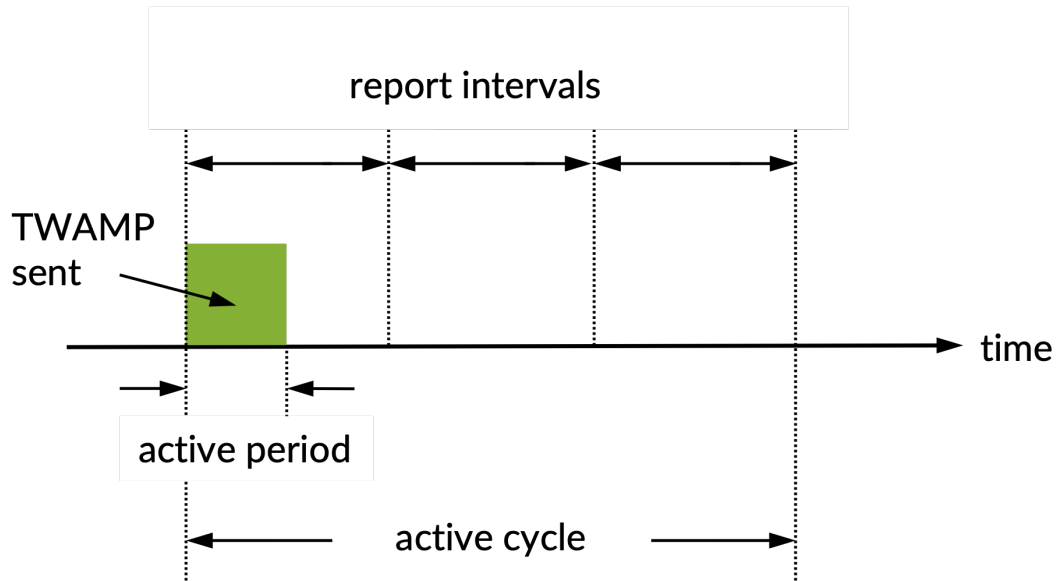 report intervals
TWAMP
sent
time
active period
active cycle